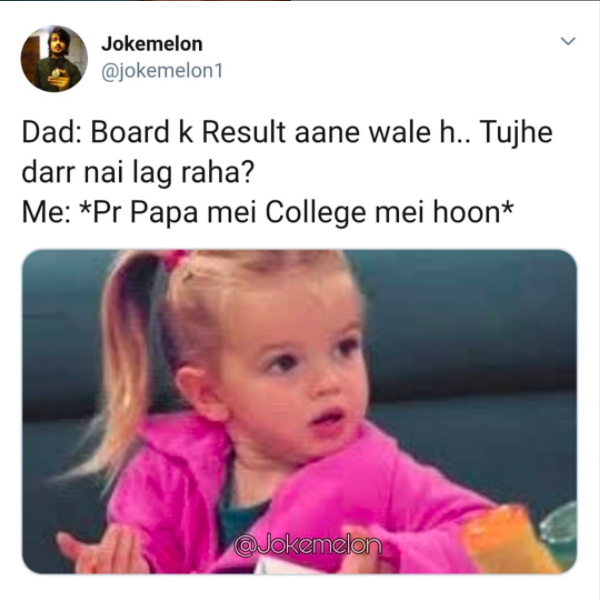 Jokemelon
@jokemelon1
Dad: Board k Result aane wale h.. Tujhe
darr nai lag raha?
Me: *Pr Papa mei College mei hoon*
@Jokemelon